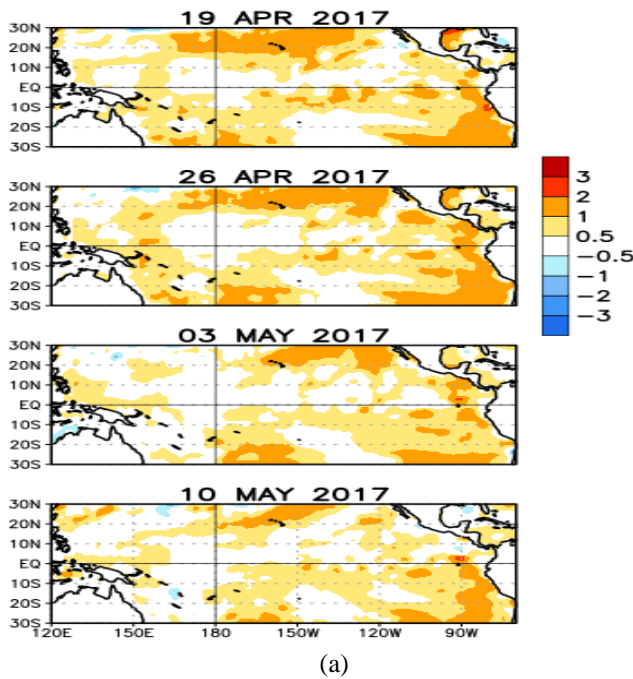 19 APR 2017
30N
20N
10N
EQ
10S
20S
30S
26 APR 2017
30N
20N
10N
EQ
10S
20S
30S
3
2
1
0.5
-0.5
-1
-2
-3
03 MAY 2017
30N
20N
10N
EQ
10S
20S
30S
10 MAY 2017
30N
20N
10N
EQ
10S
20S
30S
120E 150E 180 150W 120W 90W
(a)